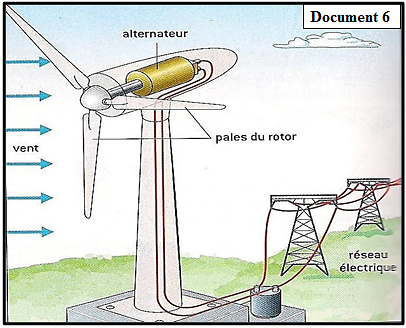 Document 6
alternateur
pales du rotor
vent
réseau
électrique